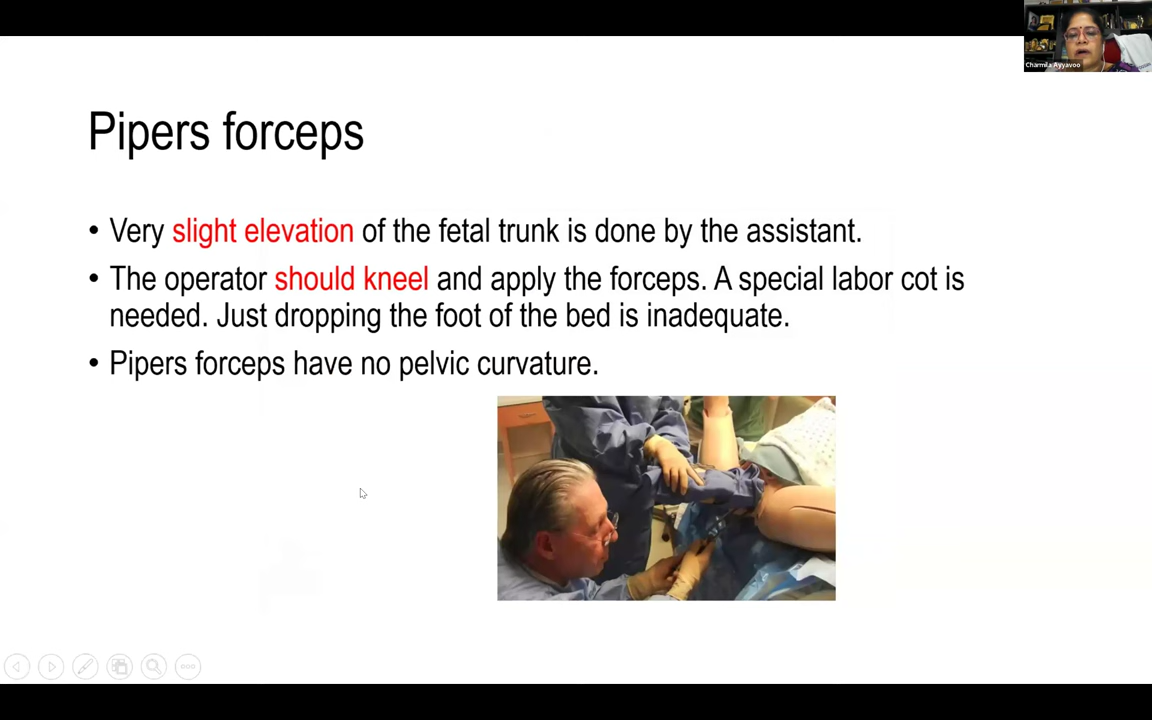 Charmila Ayyavoo
Pipers forceps
• Very slight elevation of the fetal trunk is done by the assistant.
• The operator should kneel and apply the forceps. A special labor cot is
needed. Just dropping the foot of the bed is inadequate.
• Pipers forceps have no pelvic curvature.